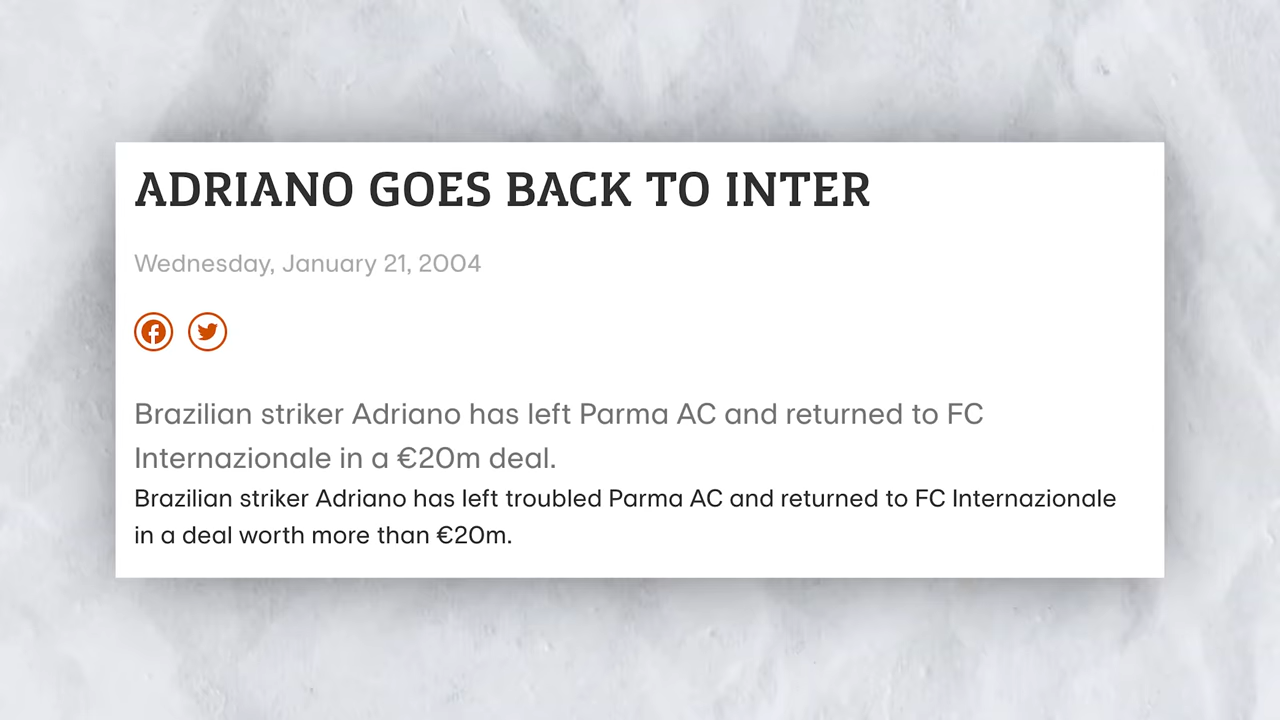 ADRIANO GOES BACK TO INTER
Wednesday, January 21, 2004
Brazilian striker Adriano has left Parma AC and returned to FC
Internazionale in a €20m deal.
Brazilian striker Adriano has left troubled Parma AC and returned to FC Internazionale
in a deal worth more than €20m.